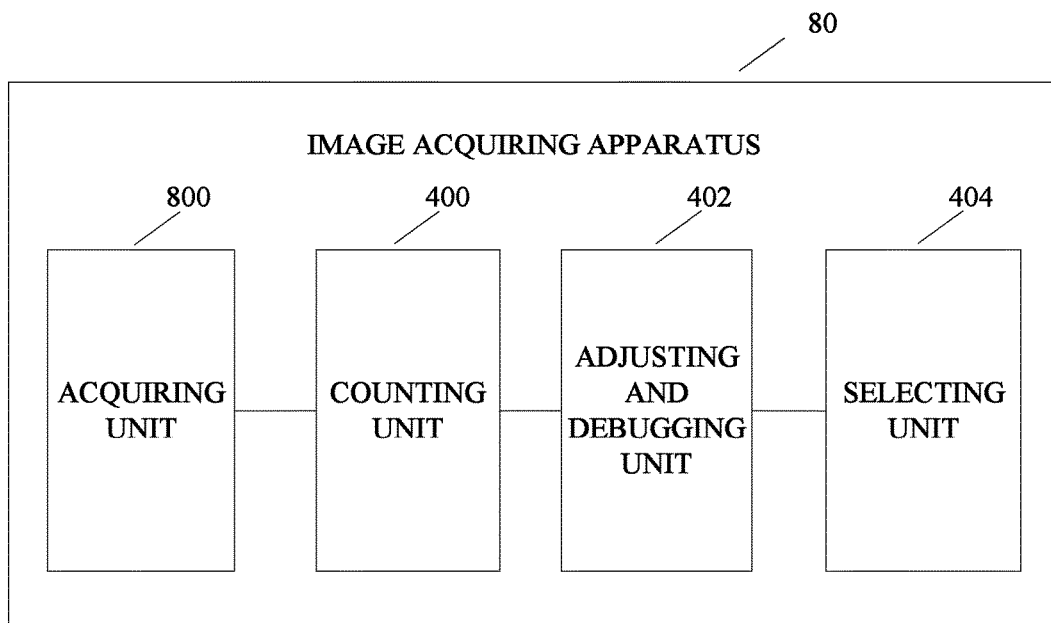 80
IMAGE ACQUIRING APPARATUS
800
400
402
404
ACQUIRING
UNIT
COUNTING
UNIT
ADJUSTING
AND
DEBUGGING
UNIT
SELECTING
UNIT